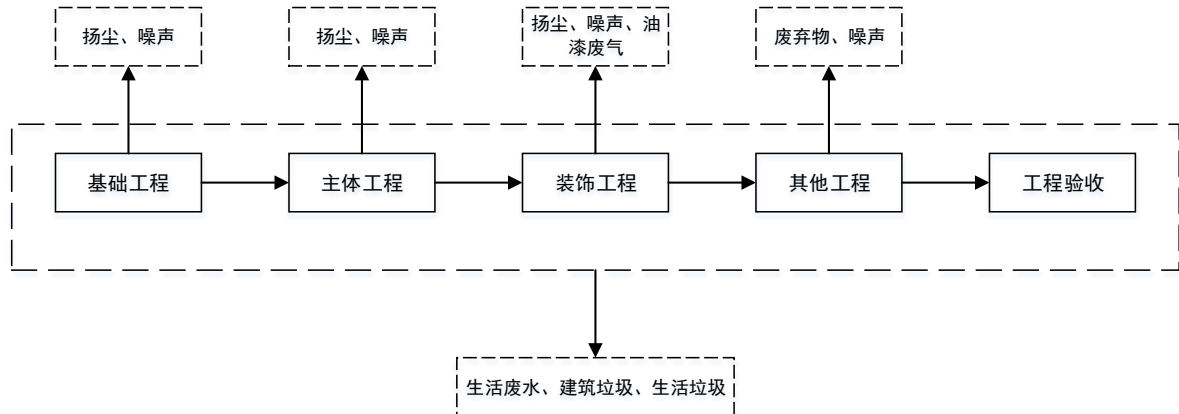 扬尘、噪声
扬尘、噪声
扬尘、噪声、油
漆废气
废弃物、噪声
基础工程
主体工程
装饰工程
其他工程
工程验收
生活废水、建筑垃圾、生活垃圾